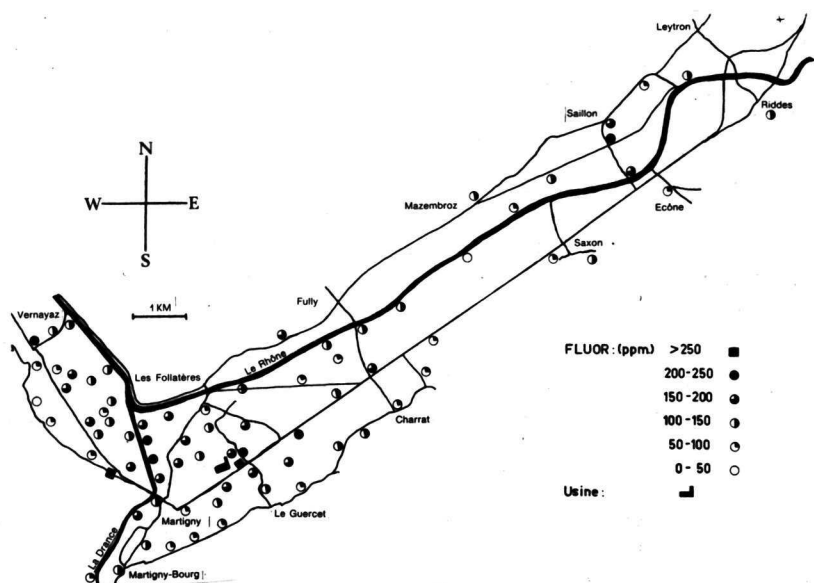 Leytron
Riddes
Saillon
N
W E
S
Mazembroz
Ecône
Saxon
1 KM
Fully
Vernayaz
Les Follatères
Le Rhône
FLUOR : (ppm.) >250
200-250
150-200
100-150
50-100
0-50
Usine :
Charrat
Martigny
Le Guercet
La Drance
Martigny-Bourg